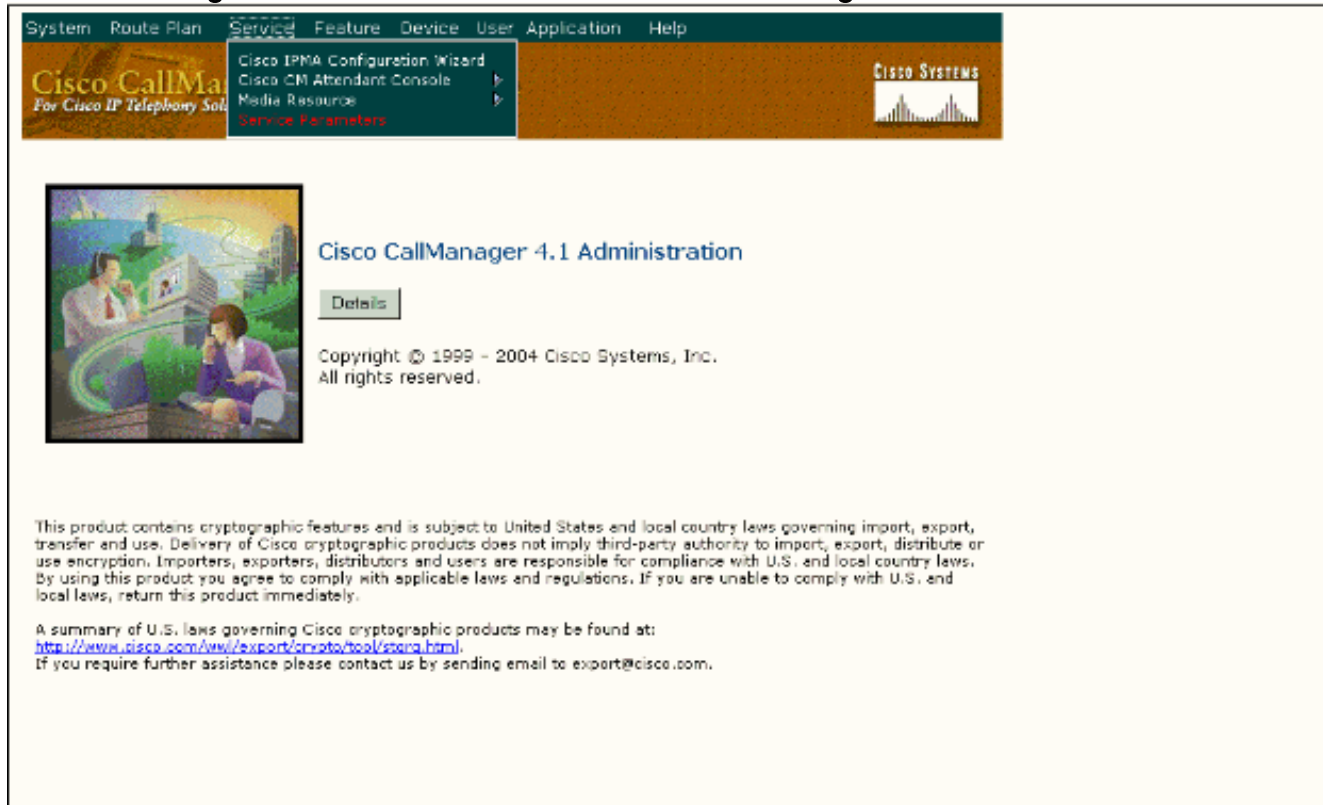 System Route Plan Service Feature Device User Application Help
Cisco IPMA Configuration Wizard
Cisco CM Attendant Console
Media Resource
Service Parameters
Cisco CallMa
For Cisco IP Telephony Sol
CISCO SYSTEMS
Cisco CallManager 4.1 Administration
Details
Copyright © 1999 - 2004 Cisco Systems, Inc.
All rights reserved.
This product contains cryptographic features and is subject to United States and local country laws governing import, export,
transfer and use. Delivery of Cisco cryptographic products does not imply third-party authority to import, export, distribute or
use encryption. Importers, exporters, distributors and users are responsible for compliance with U.S. and local country laws.
By using this product you agree to comply with applicable laws and regulations. If you are unable to comply with U.S. and
local laws, return this product immediately.
A summary of U.S. laws governing Cisco cryptographic products may be found at:
http://www.cisco.com/wwl/export/crypto/tool/stqrg.html.
If you require further assistance please contact us by sending email to export@cisco.com.